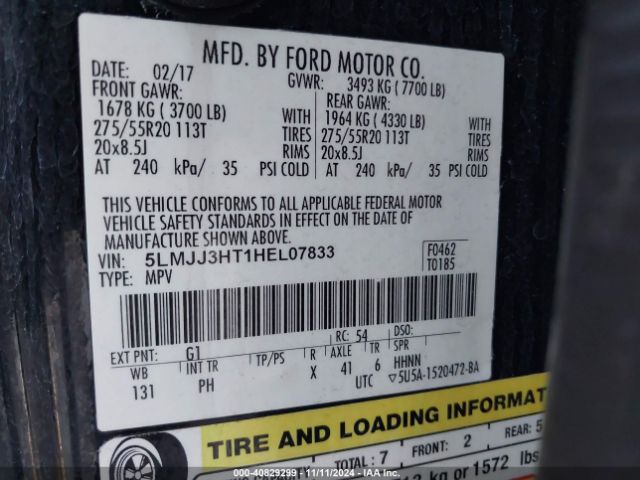 MFD. BY FORD MOTOR CO.
DATE: 02/17 GVWR: 3493 KG ( 7700 LB)
FRONT GAWR: REAR GAWR:
1678 KG ( 3700 LB) WITH 1964 KG ( 4330 LB) WITH
275/55R20 113T TIRES 275/55R20 113T TIRES
20x8.5J RIMS 20x8.5J RIMS
AT 240 kPa/ 35 PSI COLD AT 240 kPa/ 35 PSI COLD
THIS VEHICLE CONFORMS TO ALL APPLICABLE FEDERAL MOTOR
VEHICLE SAFETY STANDARDS IN EFFECT ON THE DATE OF
MANUFACTURE SHOWN ABOVE.
VIN: 5LMJJ3HT1HEL07833 F0462
TYPE: MPV T0185
RC: 54 DSO:
EXT PNT: G1
WB INT TR TP/PS R AXLE TR SPR
131 PH X 41 6 HHNN
UTC ▽5U5A-1520472-BA
TIRE AND LOADING INFORMAT
TOTAL : 7 FRONT: 2 REAR: 5
kg or 1572 lbs
000-40829299 - 11/11/2024 - IAAI.com